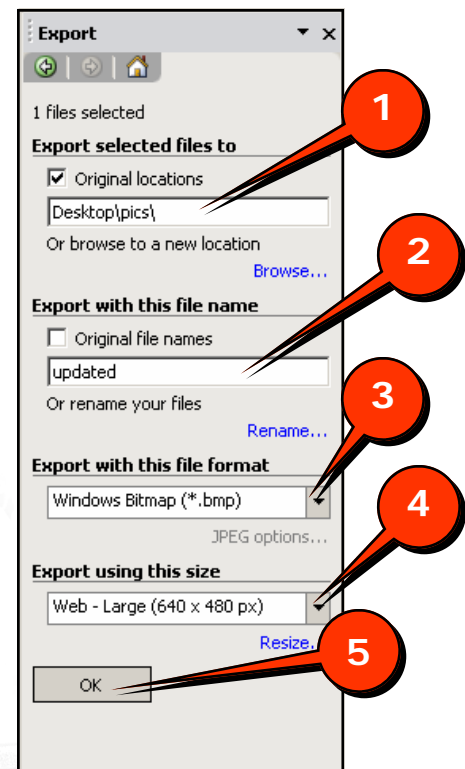 Export
1 files selected
1
Export selected files to
Original locations
Desktop\pics\
Or browse to a new location
2
Browse...
Export with this file name
Original file names
updated
Or rename your files
3
Rename...
Export with this file format
Windows Bitmap (*.bmp)
4
JPEG options...
Export using this size
Web - Large (640 x 480 px)
Resize.
5
OK